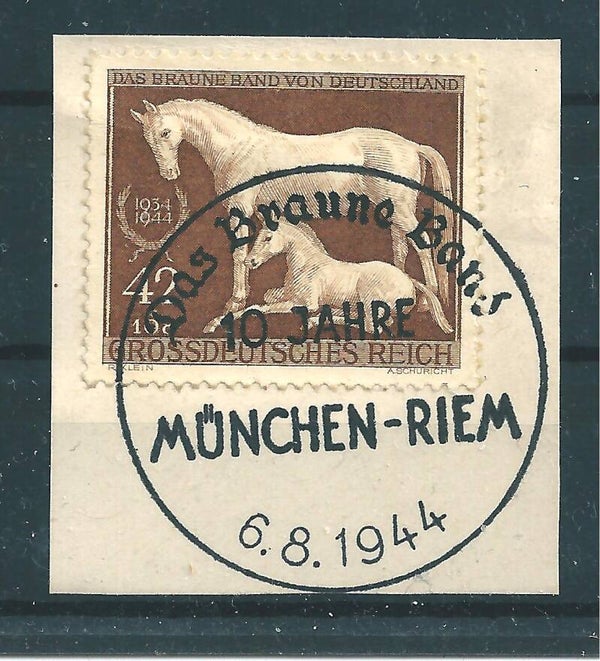 DAS BRAUNE BAND VON DEUTSCHLAND
1934
1944
42
GROSSDEUTSCHES REICH
R.KLEIN
A.SCHURICHT
Das Braune Band
10 JAHRE
MÜNCHEN-RIEM
6.8.1944